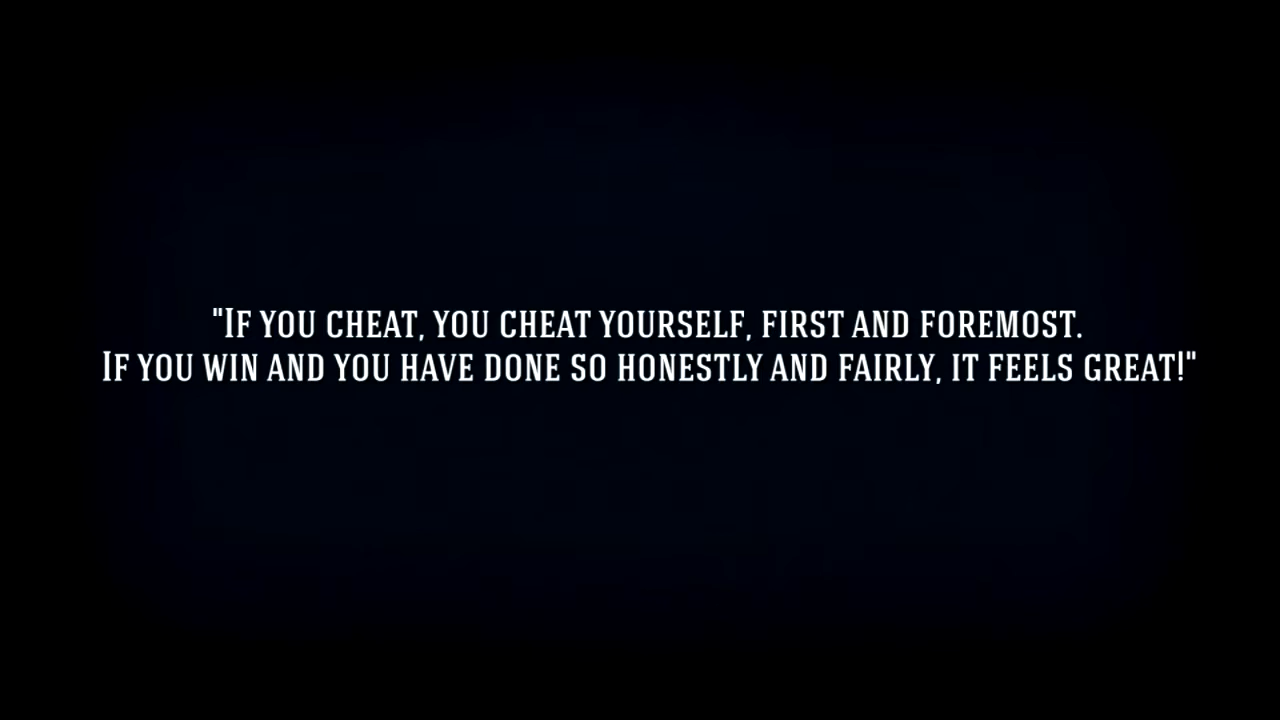 "If you cheat, you cheat yourself, first and foremost.
If you win and you have done so honestly and fairly, it feels great!"